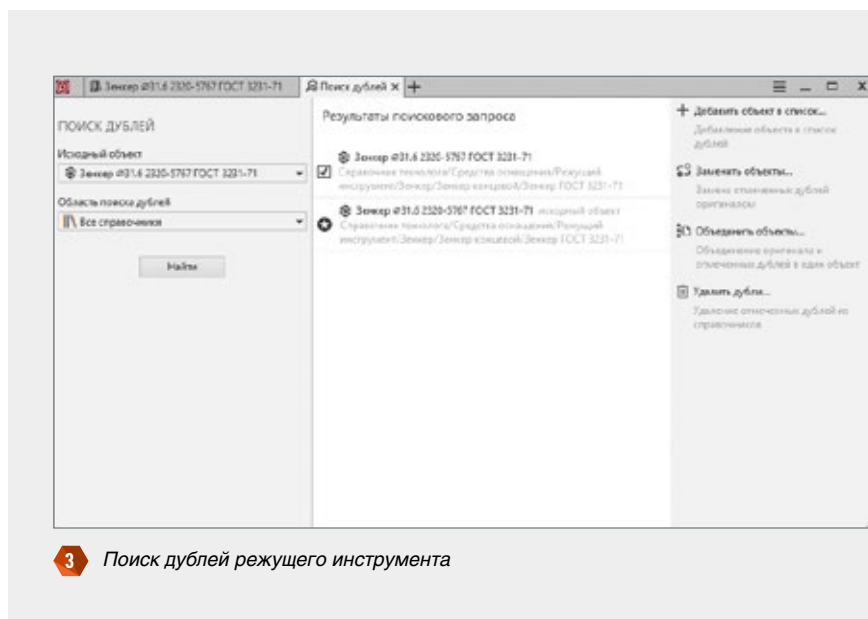 Зенкер ⌀31.6 2320-5767 ГОСТ 3231-71
Поиск дублей
ПОИСК ДУБЛЕЙ
Исходный объект
Зенкер ⌀31.6 2320-5767 ГОСТ 3231-71
Область поиска дублей
Все справочники
Найти
Результаты поискового запроса
Зенкер ⌀31.6 2320-5767 ГОСТ 3231-71
Справочник технолога/Средства оснащения/Режущий
инструмент/Зенкер/Зенкер концевой/Зенкер ГОСТ 3231-71
Зенкер ⌀31.6 2320-5767 ГОСТ 3231-71 исходный объект
Справочник технолога/Средства оснащения/Режущий
инструмент/Зенкер/Зенкер концевой/Зенкер ГОСТ 3231-71
Добавить объект в список...
Добавление объекта в список
дублей
Заменить объекты...
Замена отмеченных дублей
оригиналом
Объединить объекты...
Объединение оригинала и
отмеченных дублей в один объект
Удалить дубли...
Удаление отмеченных дублей из
справочников
3
Поиск дублей режущего инструмента